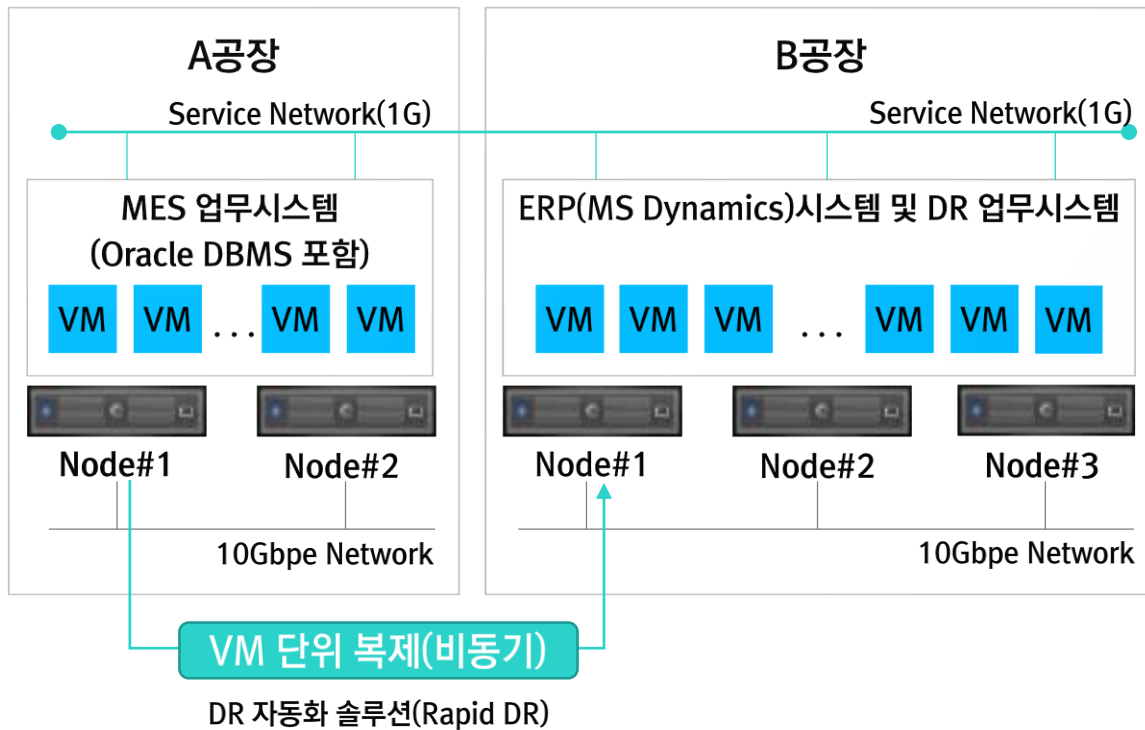 A공장
Service Network(1G)
MES 업무시스템
(Oracle DBMS 포함)
VM VM ... VM VM
Node#1 Node#2
10Gbpe Network
B공장
Service Network(1G)
ERP(MS Dynamics)시스템 및 DR 업무시스템
VM VM VM ... VM VM VM
Node#1 Node#2 Node#3
10Gbpe Network
VM 단위 복제(비동기)
DR 자동화 솔루션(Rapid DR)